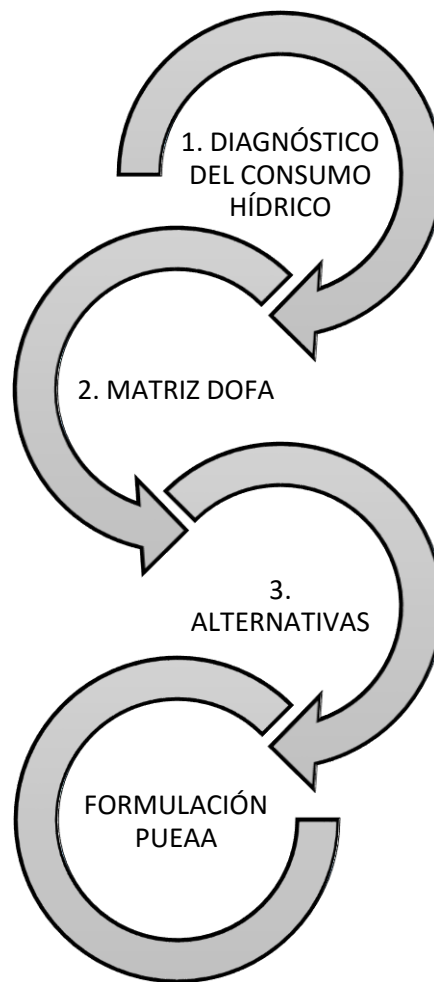 1. DIAGNÓSTICO
DEL CONSUMO
HÍDRICO
2. MATRIZ DOFA
3.
ALTERNATIVAS
FORMULACIÓN
PUEAA